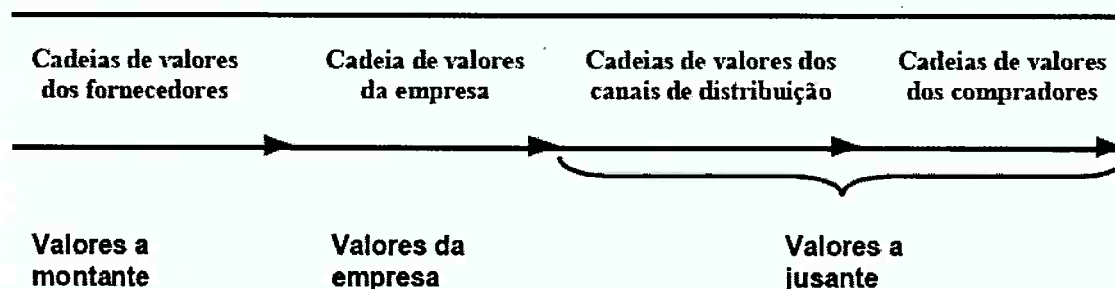 Cadeias de valores
dos fornecedores
Cadeia de valores
da empresa
Cadeias de valores dos
canais de distribuição
Cadeias de valores
dos compradores
Valores a
montante
Valores da
empresa
Valores a
jusante